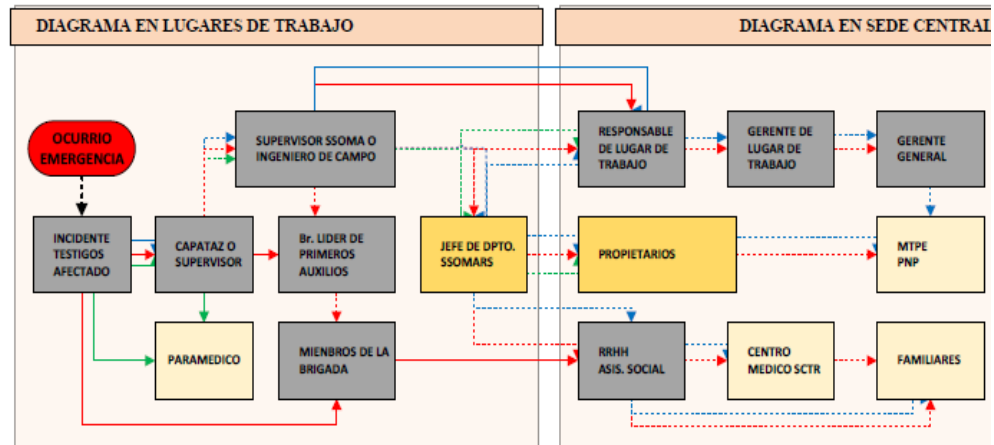 DIAGRAMA EN LUGARES DE TRABAJO
DIAGRAMA EN SEDE CENTRAL
OCURRIO
EMERGENCIA
SUPERVISOR SSOMA O
INGENIERO DE CAMPO
RESPONSABLE
DE LUGAR DE
TRABAJO
GERENTE DE
LUGAR DE
TRABAJO
GERENTE
GENERAL
INCIDENTE
TESTIGOS
AFECTADO
CAPATAZ O
SUPERVISOR
Br. LIDER DE
PRIMEROS
AUXILIOS
JEFE DE DPTO.
SSOMARS
PROPIETARIOS
MTPE
PNP
PARAMEDICO
MIENBROS DE LA
BRIGADA
RRHH
ASIS. SOCIAL
CENTRO
MEDICO SCTR
FAMILIARES